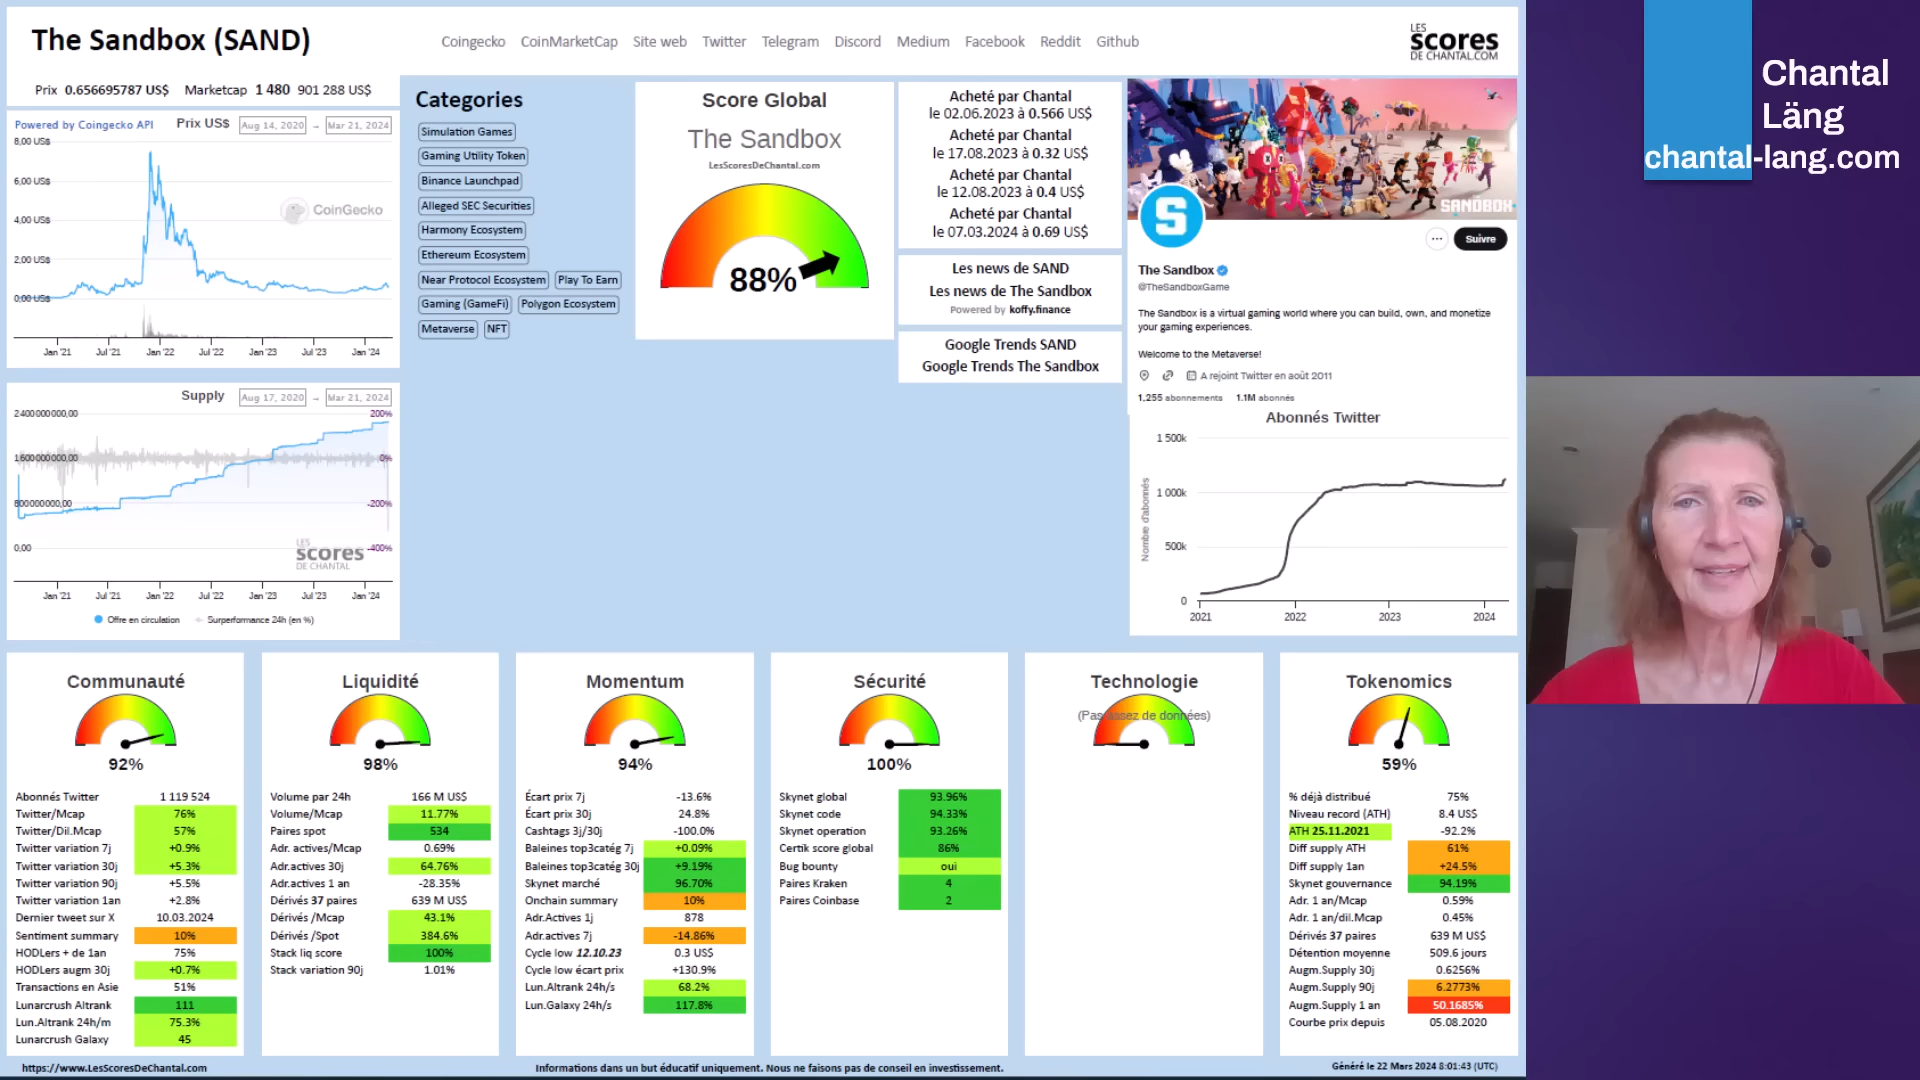 The Sandbox (SAND)
Coingecko CoinMarketCap Site web Twitter Telegram Discord Medium Facebook Reddit Github
LES
scores
DE CHANTAL.COM
Chantal
Läng
chantal-lang.com
Prix 0.656695787 US$ Marketcap 1 480 901 288 US$
Powered by Coingecko API Prix US$ Aug 14, 2020 → Mar 21, 2024
8,00 US$
6,00 US$
4,00 US$
2,00 US$
0,00 US$
CoinGecko
Jan '21 Jul '21 Jan '22 Jul '22 Jan '23 Jul '23 Jan '24
Categories
Simulation Games
Gaming Utility Token
Binance Launchpad
Alleged SEC Securities
Harmony Ecosystem
Ethereum Ecosystem
Near Protocol Ecosystem Play To Earn
Gaming (GameFi) Polygon Ecosystem
Metaverse NFT
Score Global
The Sandbox
LesScoresDeChantal.com
88%
Acheté par Chantal
le 02.06.2023 à 0.566 US$
Acheté par Chantal
le 17.08.2023 à 0.32 US$
Acheté par Chantal
le 12.08.2023 à 0.4 US$
Acheté par Chantal
le 07.03.2024 à 0.69 US$
Les news de SAND
Les news de The Sandbox
Powered by koffy.finance
Google Trends SAND
Google Trends The Sandbox
SANDBOX
S
... Suivre
The Sandbox
@TheSandboxGame
The Sandbox is a virtual gaming world where you can build, own, and monetize
your gaming experiences.
Welcome to the Metaverse!
A rejoint Twitter en août 2011
1,255 abonnements 1.1M abonnés
Abonnés Twitter
Nombre d'abonnés
1 500k
1 000k
500k
0
2021 2022 2023 2024
Supply Aug 17, 2020 → Mar 21, 2024
2400000000,00 200%
1600000000,00 0%
800000000,00 -200%
0,00 -400%
LES
scores
DE CHANTAL
Jan '21 Jul '21 Jan '22 Jul '22 Jan '23 Jul '23 Jan '24
Offre en circulation Surperformance 24h (en %)
Communauté
92%
Abonnés Twitter 1 119 524
Twitter/Mcap 76%
Twitter/Dil.Mcap 57%
Twitter variation 7j +0.9%
Twitter variation 30j +5.3%
Twitter variation 90j +5.5%
Twitter variation 1an +2.8%
Dernier tweet sur X 10.03.2024
Sentiment summary 10%
HODLers + de 1an 75%
HODLers augm 30j +0.7%
Transactions en Asie 51%
Lunarcrush Altrank 111
Lun.Altrank 24h/m 75.3%
Lunarcrush Galaxy 45
Liquidité
98%
Volume par 24h 166 M US$
Volume/Mcap 11.77%
Paires spot 534
Adr. actives/Mcap 0.69%
Adr.actives 30j 64.76%
Adr.actives 1 an -28.35%
Dérivés 37 paires 639 M US$
Dérivés /Mcap 43.1%
Dérivés /Spot 384.6%
Stack liq score 100%
Stack variation 90j 1.01%
Momentum
94%
Écart prix 7j -13.6%
Écart prix 30j 24.8%
Cashtags 3j/30j -100.0%
Baleines top3catég 7j +0.09%
Baleines top3catég 30j +9.19%
Skynet marché 96.70%
Onchain summary 10%
Adr.Actives 1j 878
Adr.actives 7j -14.86%
Cycle low 12.10.23 0.3 US$
Cycle low écart prix +130.9%
Lun.Altrank 24h/s 68.2%
Lun.Galaxy 24h/s 117.8%
Sécurité
100%
Skynet global 93.96%
Skynet code 94.33%
Skynet operation 93.26%
Certik score global 86%
Bug bounty oui
Paires Kraken 4
Paires Coinbase 2
Technologie
(Pas assez de données)
Tokenomics
59%
% déjà distribué 75%
Niveau record (ATH) 8.4 US$
ATH 25.11.2021 -92.2%
Diff supply ATH 61%
Diff supply 1an +24.5%
Skynet gouvernance 94.19%
Adr. 1 an/Mcap 0.59%
Adr. 1 an/dil.Mcap 0.45%
Dérivés 37 paires 639 M US$
Détention moyenne 509.6 jours
Augm.Supply 30j 0.6256%
Augm.Supply 90j 6.2773%
Augm.Supply 1 an 50.1685%
Courbe prix depuis 05.08.2020
https://www.LesScoresDeChantal.com
Informations dans un but éducatif uniquement. Nous ne faisons pas de conseil en investissement.
Généré le 22 Mars 2024 8:01:43 (UTC)